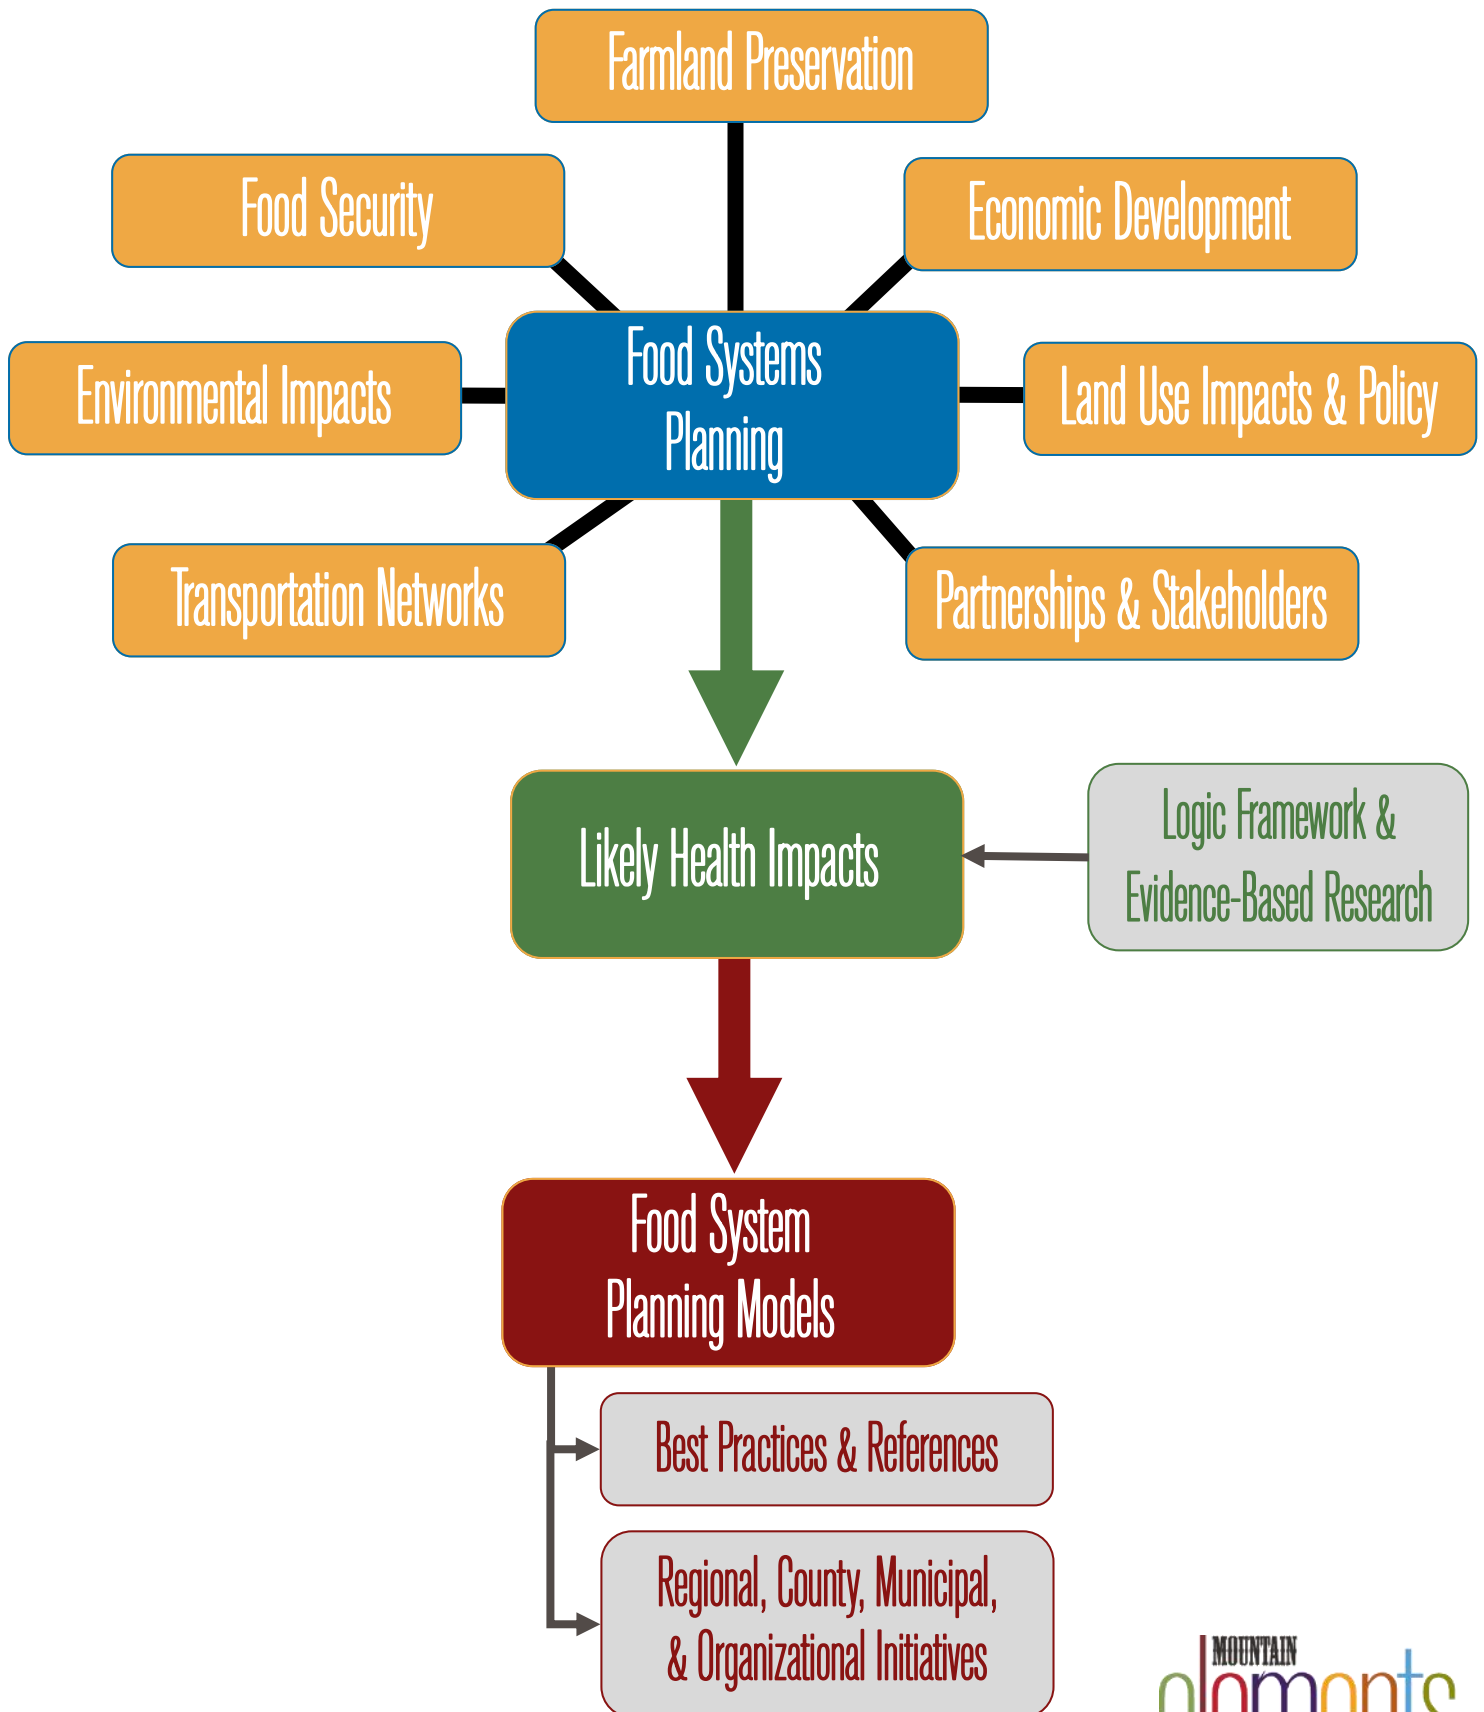 Farmland Preservation
Food Security
Economic Development
Food Systems
Planning
Environmental Impacts
Land Use Impacts & Policy
Transportation Networks
Partnerships & Stakeholders
Likely Health Impacts
Logic Framework &
Evidence-Based Research
Food System
Planning Models
Best Practices & References
Regional, County, Municipal,
& Organizational Initiatives
MOUNTAIN
elements